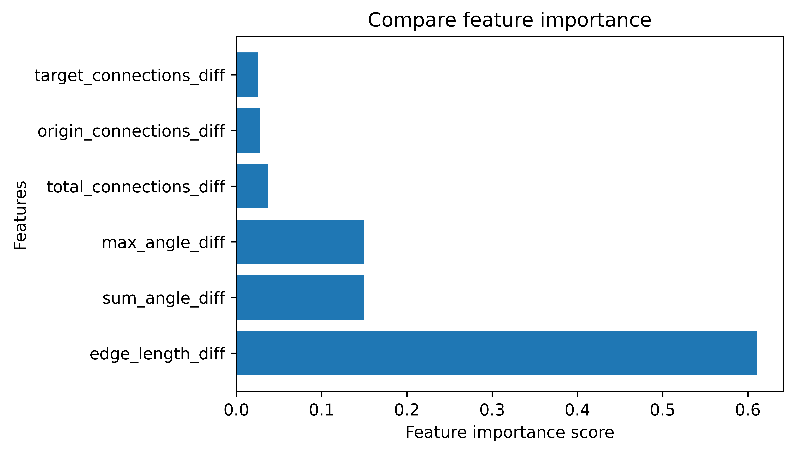 Compare feature importance
Features
target_connections_diff
origin_connections_diff
total_connections_diff
max_angle_diff
sum_angle_diff
edge_length_diff
0.0 0.1 0.2 0.3 0.4 0.5 0.6
Feature importance score